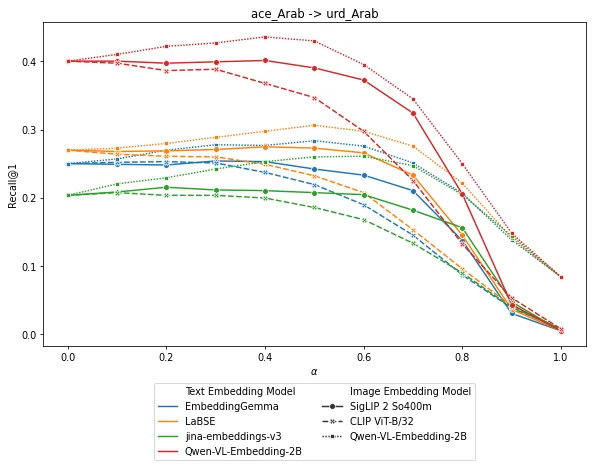 ace_Arab -> urd_Arab
Recall@1
0.4
0.3
0.2
0.1
0.0
0.0 0.2 0.4 0.6 0.8 1.0
α
Text Embedding Model
EmbeddingGemma
LaBSE
jina-embeddings-v3
Qwen-VL-Embedding-2B
Image Embedding Model
SigLIP 2 So400m
CLIP ViT-B/32
Qwen-VL-Embedding-2B